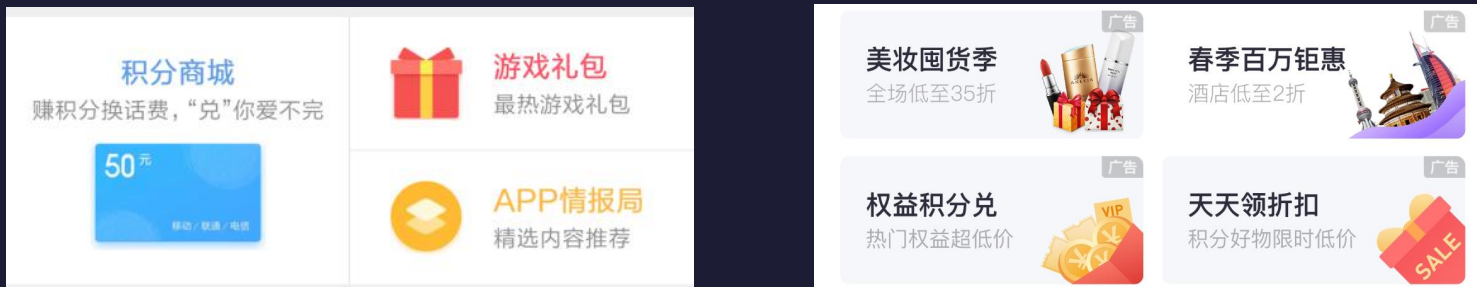 积分商城
赚积分换话费，“兑”你爱不完
50元
移动／联通／电信
游戏礼包
最热游戏礼包
APP情报局
精选内容推荐
广告
美妆囤货季
全场低至35折
广告
春季百万钜惠
酒店低至2折
广告
权益积分兑
热门权益超低价
VIP
广告
天天领折扣
积分好物限时低价
SALE